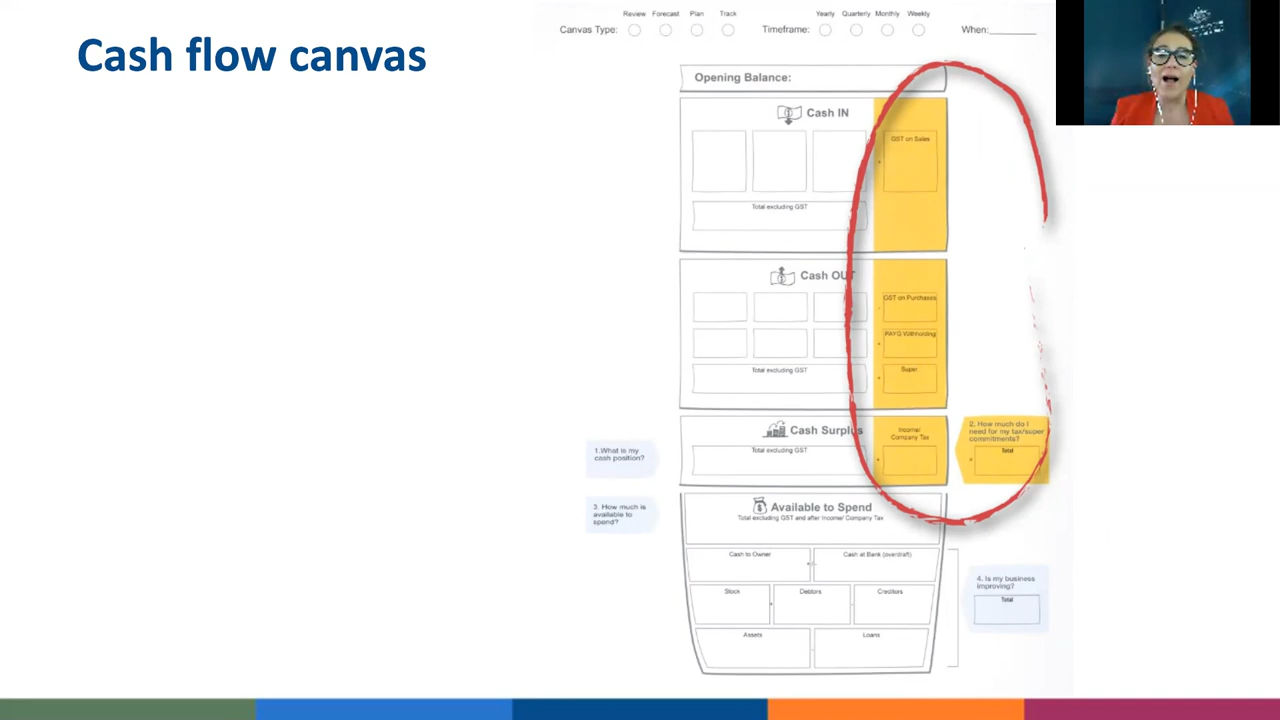 Cash flow canvas
Review Forecast Plan Track
Canvas Type:
Yearly Quarterly Monthly Weekly
Timeframe:
When:
Opening Balance:
Cash IN
GST on Sales
Total excluding GST
Cash OUT
GST on Purchases
PAYG Withholding
Super
Total excluding GST
Cash Surplus
Income/
Company Tax
Total excluding GST
1.What is my
cash position?
2. How much do I
need for my tax/super
commitments?
Total
3. How much is
available to
spend?
Available to Spend
Total excluding GST and after Income/ Company Tax
Cash to Owner
Cash at Bank (overdraft)
Stock
Debtors
Creditors
Assets
Loans
4. Is my business
improving?
Total